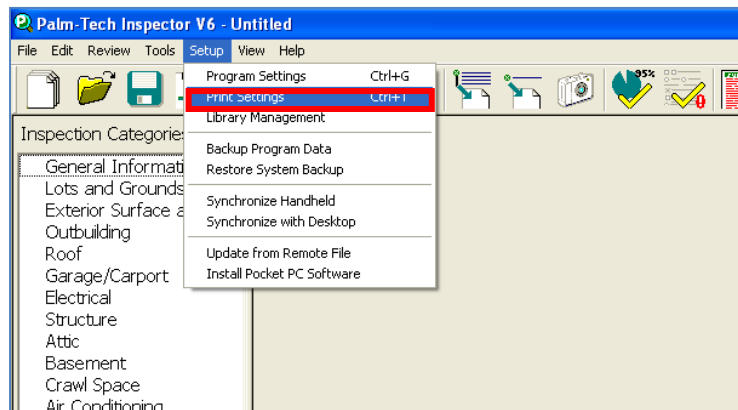 Palm-Tech Inspector V6 - Untitled
File Edit Review Tools Setup View Help
Program Settings Ctrl+G
Print Settings Ctrl+T
Library Management
Backup Program Data
Restore System Backup
Synchronize Handheld
Synchronize with Desktop
Update from Remote File
Install Pocket PC Software
95%
Inspection Categorie
General Informati
Lots and Grounds
Exterior Surface a
Outbuilding
Roof
Garage/Carport
Electrical
Structure
Attic
Basement
Crawl Space
Air Conditioning